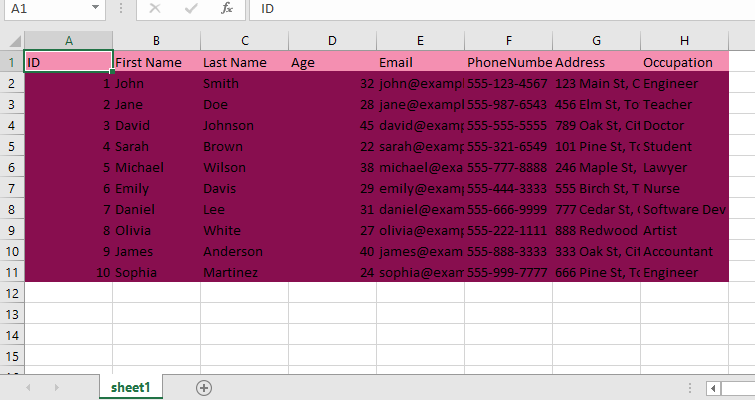 A1 fx ID
A B C D E F G H
1 ID First Name Last Name Age Email PhoneNumbe Address Occupation
2 1 John Smith 32 john@exampl 555-123-4567 123 Main St, C Engineer
3 2 Jane Doe 28 jane@exampl 555-987-6543 456 Elm St, To Teacher
4 3 David Johnson 45 david@examp 555-555-5555 789 Oak St, Cit Doctor
5 4 Sarah Brown 22 sarah@examp 555-321-6549 101 Pine St, To Student
6 5 Michael Wilson 38 michael@exa 555-777-8888 246 Maple St, Lawyer
7 6 Emily Davis 29 emily@examp 555-444-3333 555 Birch St, T Nurse
8 7 Daniel Lee 31 daniel@exam 555-666-9999 777 Cedar St, Software Dev
9 8 Olivia White 27 olivia@examp 555-222-1111 888 Redwood Artist
10 9 James Anderson 40 james@exam 555-888-3333 333 Oak St, Cit Accountant
11 10 Sophia Martinez 24 sophia@exam 555-999-7777 666 Pine St, To Engineer
12
13
14
15
sheet1